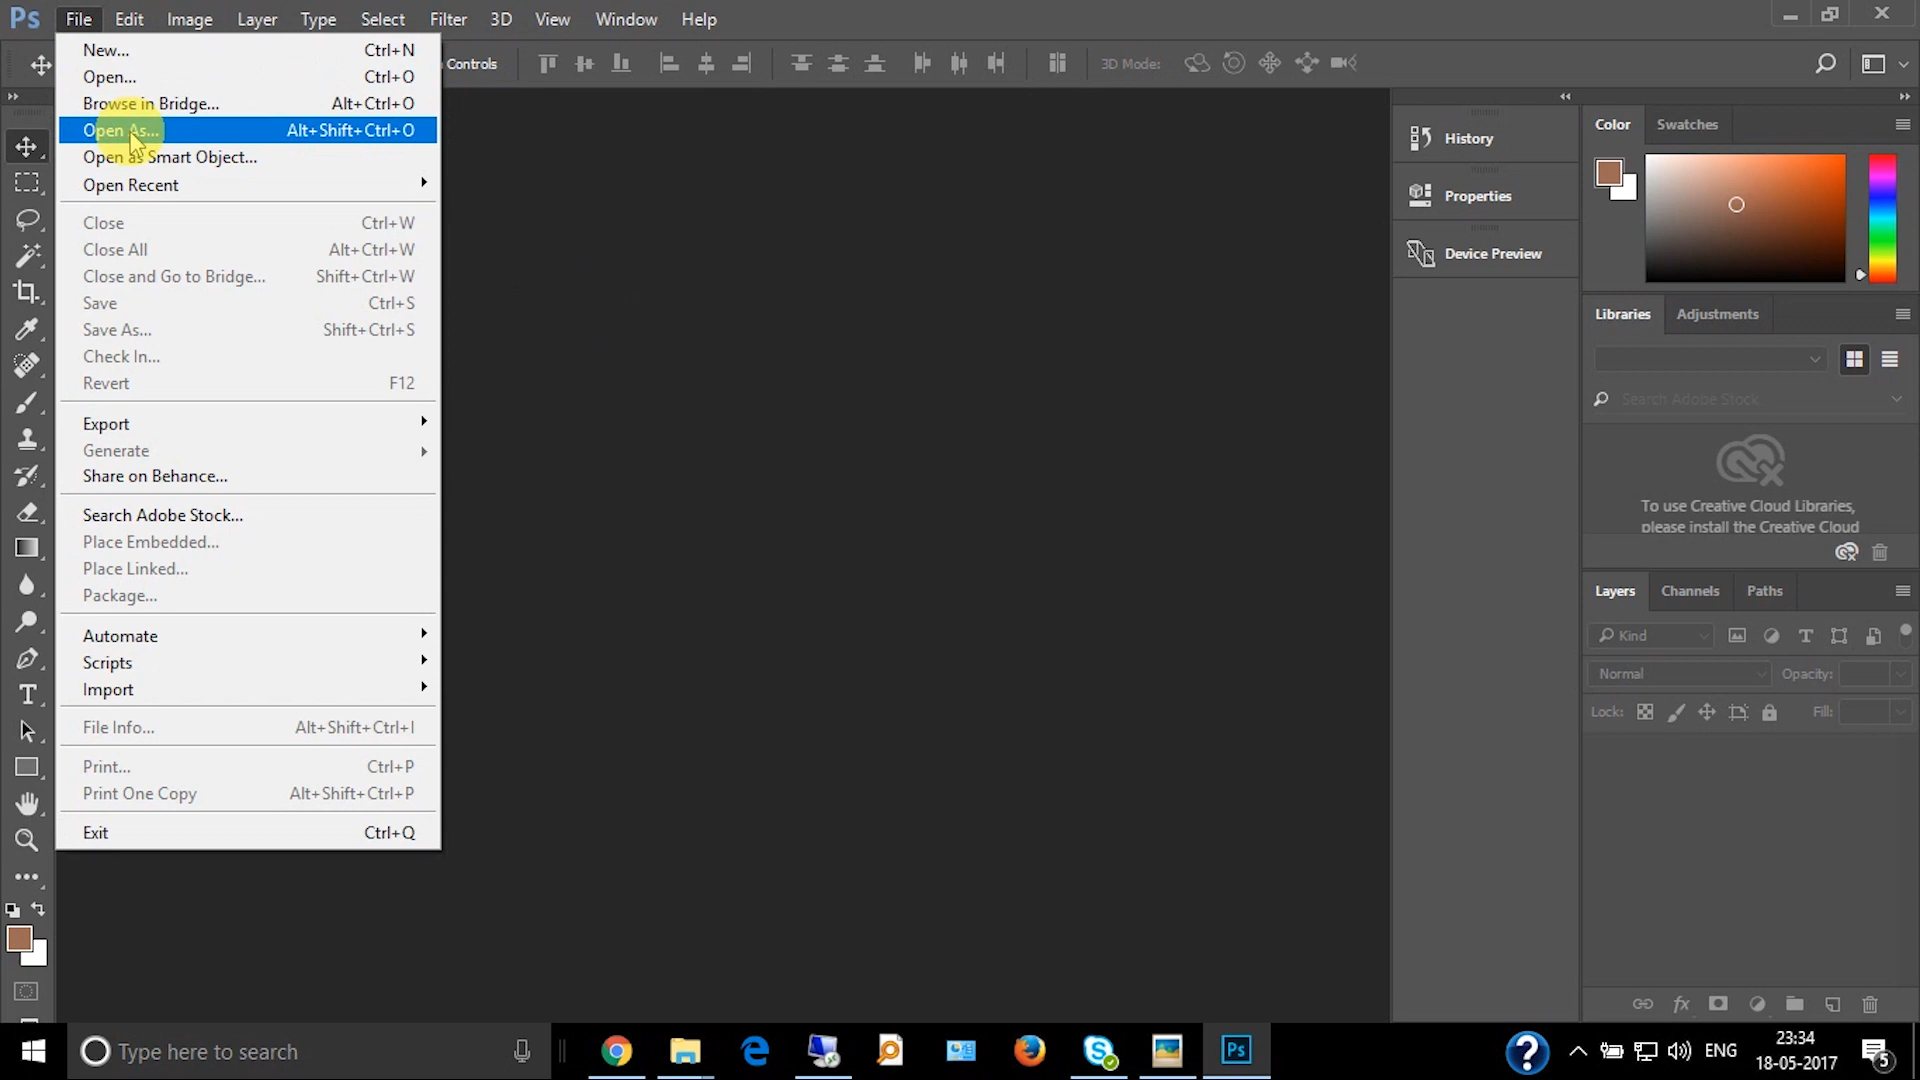 Ps File Edit Image Layer Type Select Filter 3D View Window Help
New... Ctrl+N
Open... Ctrl+O
Browse in Bridge... Alt+Ctrl+O
Open As... Alt+Shift+Ctrl+O
Open as Smart Object...
Open Recent
Close Ctrl+W
Close All Alt+Ctrl+W
Close and Go to Bridge... Shift+Ctrl+W
Save Ctrl+S
Save As... Shift+Ctrl+S
Check In...
Revert F12
Export
Generate
Share on Behance...
Search Adobe Stock...
Place Embedded...
Place Linked...
Package...
Automate
Scripts
Import
File Info... Alt+Shift+Ctrl+I
Print... Ctrl+P
Print One Copy Alt+Shift+Ctrl+P
Exit Ctrl+Q
Controls
3D Mode:
History
Properties
Device Preview
Color Swatches
Libraries Adjustments
Search Adobe Stock
To use Creative Cloud Libraries,
please install the Creative Cloud
Layers Channels Paths
Kind
Normal Opacity:
Lock: Fill:
Type here to search
Ps
ENG
23:34
18-05-2017
5